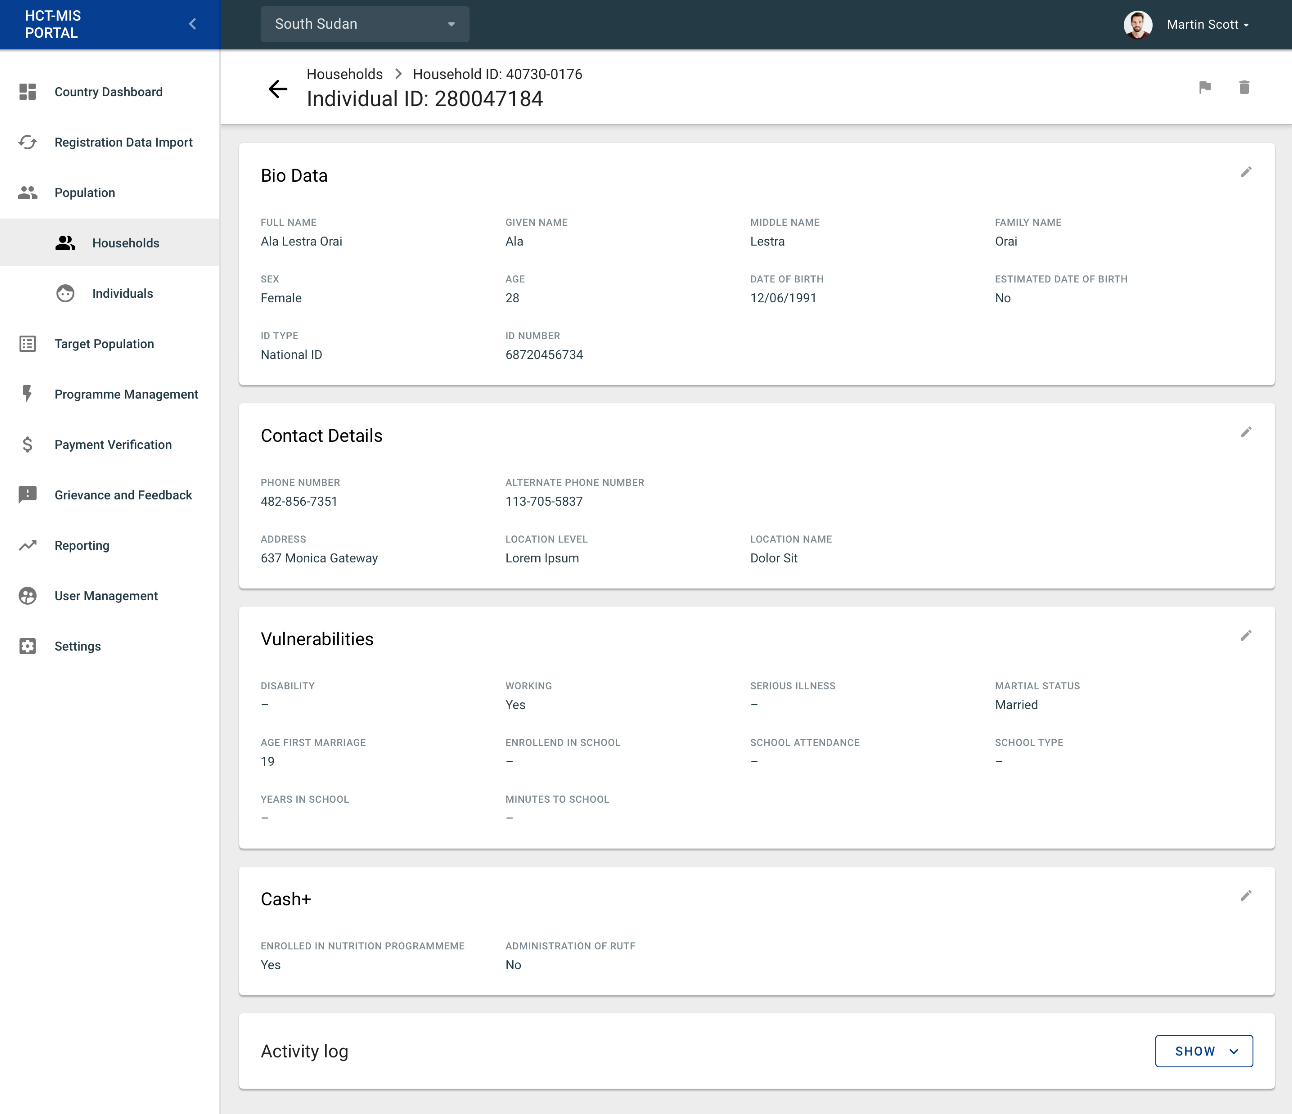 HCT-MIS
PORTAL
South Sudan
Martin Scott
Country Dashboard
Registration Data Import
Population
Households
Individuals
Target Population
Programme Management
Payment Verification
Grievance and Feedback
Reporting
User Management
Settings
Households > Household ID: 40730-0176
Individual ID: 280047184
Bio Data
FULL NAME GIVEN NAME MIDDLE NAME FAMILY NAME
Ala Lestra Orai Ala Lestra Orai
SEX AGE DATE OF BIRTH ESTIMATED DATE OF BIRTH
Female 28 12/06/1991 No
ID TYPE ID NUMBER
National ID 68720456734
Contact Details
PHONE NUMBER ALTERNATE PHONE NUMBER
482-856-7351 113-705-5837
ADDRESS LOCATION LEVEL LOCATION NAME
637 Monica Gateway Lorem Ipsum Dolor Sit
Vulnerabilities
DISABILITY WORKING SERIOUS ILLNESS MARTIAL STATUS
– Yes – Married
AGE FIRST MARRIAGE ENROLLEND IN SCHOOL SCHOOL ATTENDANCE SCHOOL TYPE
19 – – –
YEARS IN SCHOOL MINUTES TO SCHOOL
– –
Cash+
ENROLLED IN NUTRITION PROGRAMMEME ADMINISTRATION OF RUTF
Yes No
Activity log
SHOW